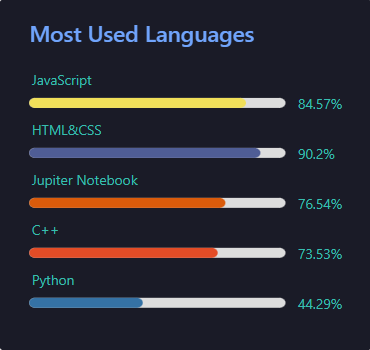 Most Used Languages
JavaScript
84.57%
HTML&CSS
90.2%
Jupiter Notebook
76.54%
C++
73.53%
Python
44.29%